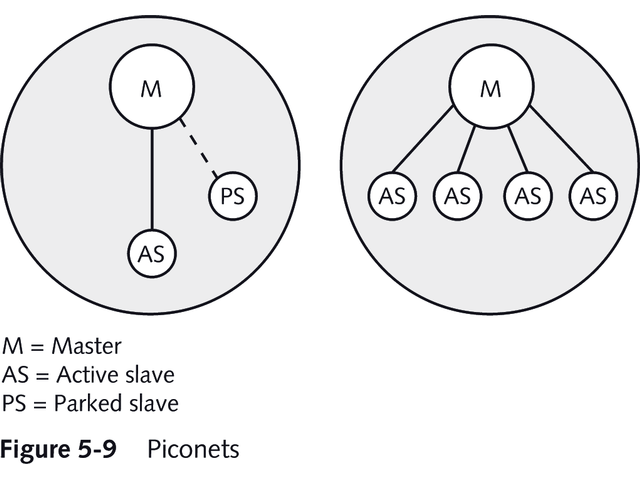 M
PS
AS
M
AS AS AS AS
M = Master
AS = Active slave
PS = Parked slave
Figure 5-9 Piconets